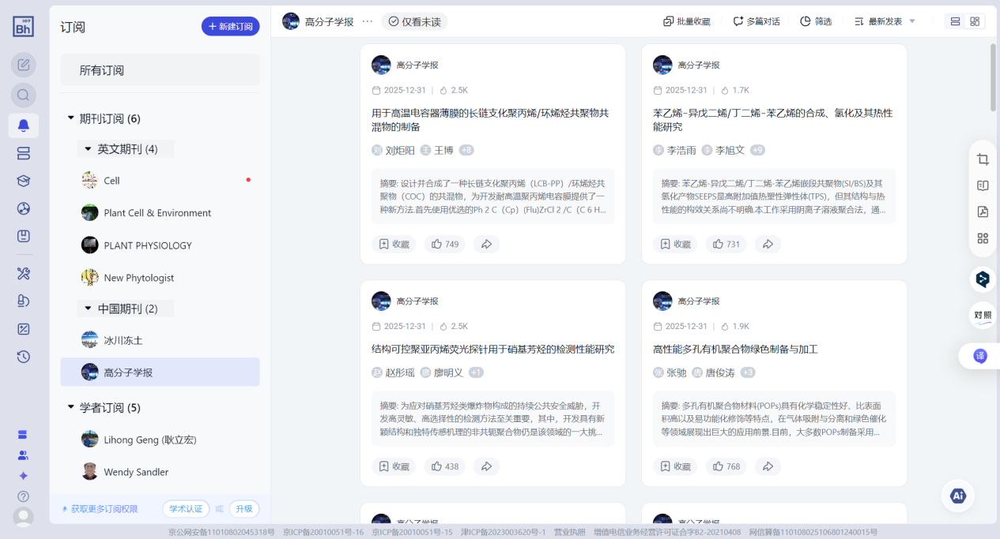 107
Bh
订阅
+ 新建订阅
所有订阅
期刊订阅 (6)
英文期刊 (4)
Cell
Plant Cell & Environment
PLANT PHYSIOLOGY
New Phytologist
中国期刊 (2)
冰川冻土
高分子学报
学者订阅 (5)
Lihong Geng (耿立宏)
Wendy Sandler
获取更多订阅权限
学术认证
或
升级
高分子学报 ··· 仅看未读
批量收藏
多篇对话
筛选
最新发表
高分子学报
2025-12-31 | 2.5K
用于高温电容器薄膜的长链支化聚丙烯/环烯烃共聚物共
混物的制备
刘 刘炬阳 王 王博 +8
摘要: 设计并合成了一种长链支化聚丙烯（LCB-PP）/环烯烃共
聚物（COC）的共混物，为开发耐高温聚丙烯电容膜提供了一
种新方法.首先使用优选的Ph 2 C（Cp）(Flu)ZrCl 2 /C（C 6 H...
收藏
749
高分子学报
2025-12-31 | 1.7K
苯乙烯-异戊二烯/丁二烯-苯乙烯的合成、氢化及其热性
能研究
李 李浩雨 李 李旭文 +9
摘要: 苯乙烯-异戊二烯/丁二烯-苯乙烯嵌段共聚物(SI/BS)及其
氢化产物SEEPS是高附加值热塑性弹性体(TPS)，但其结构与热
性能的构效关系尚不明确.本工作采用阴离子溶液聚合法，通...
收藏
731
高分子学报
2025-12-31 | 2.5K
结构可控聚亚丙烯荧光探针用于硝基芳烃的检测性能研究
赵 赵彤瑶 廖 廖明义 +1
摘要: 为应对硝基芳烃类爆炸物构成的持续公共安全威胁，开
发高灵敏、高选择性的检测方法至关重要，其中，开发具有新
颖结构和独特传感机理的非共轭聚合物仍是该领域的一大挑...
收藏
438
高分子学报
2025-12-31 | 1.9K
高性能多孔有机聚合物绿色制备与加工
张 张驰 唐 唐俊涛 +3
摘要: 多孔有机聚合物材料(POPs)具有化学稳定性好、比表面
积高以及易功能化修饰等特点，在气体吸附与分离和绿色催化
等领域展现出巨大的应用前景.目前，大多数POPs制备采用...
收藏
768
高分子学报
高分子学报
对照
译
Ai
京公网安备11010802045318号 京ICP备20010051号-16 京ICP备20010051号-15 津ICP备2023003620号-1 营业执照 增值电信业务经营许可证合字B2-20210408 网信算备110108025106801240015号